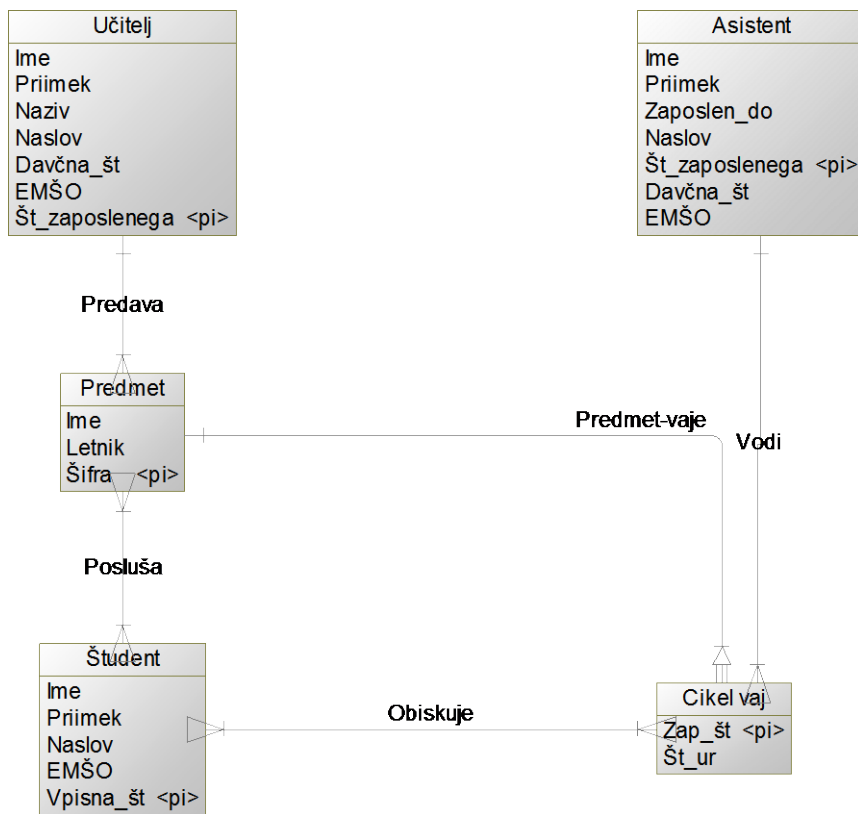 Učitelj
Ime
Priimek
Naziv
Naslov
Davčna_št
EMŠO
Št_zaposlenega <pi>
Asistent
Ime
Priimek
Zaposlen_do
Naslov
Št_zaposlenega <pi>
Davčna_št
EMŠO
Predava
Predmet
Ime
Letnik
Šifra <pi>
Predmet-vaje
Vodi
Posluša
Študent
Ime
Priimek
Naslov
EMŠO
Vpisna_št <pi>
Obiskuje
Cikel vaj
Zap_št <pi>
Št_ur